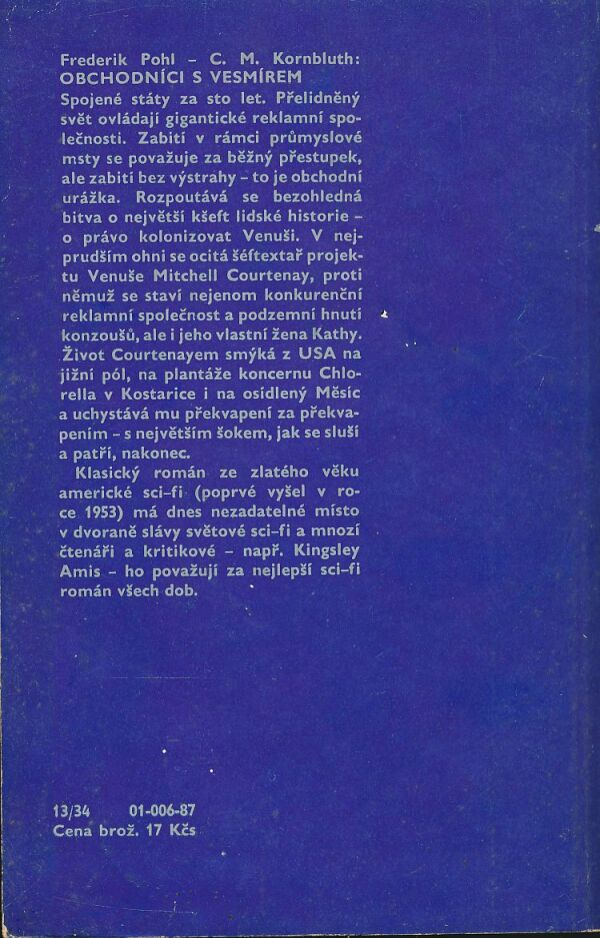 Frederik Pohl – C. M. Kornbluth:
OBCHODNÍCI S VESMÍREM
Spojené státy za sto let. Přelidněný
svět ovládají gigantické reklamní spo-
lečnosti. Zabití v rámci průmyslové
msty se považuje za běžný přestupek,
ale zabití bez výstrahy – to je obchodní
urážka. Rozpoutává se bezohledná
bitva o největší kšeft lidské historie –
o právo kolonizovat Venuši. V nej-
prudším ohni se ocitá šéftextař projek-
tu Venuše Mitchell Courtenay, proti
němuž se staví nejenom konkurenční
reklamní společnost a podzemní hnutí
konzoušů, ale i jeho vlastní žena Kathy.
Život Courtenayem smýká z USA na
jižní pól, na plantáže koncernu Chlo-
rella v Kostarice i na osídlený Měsíc
a uchystává mu překvapení za překva-
pením – s největším šokem, jak se sluší
a patří, nakonec.
Klasický román ze zlatého věku
americké sci-fi (poprvé vyšel v ro-
ce 1953) má dnes nezadatelné místo
v dvoraně slávy světové sci-fi a mnozí
čtenáři a kritikové – např. Kingsley
Amis – ho považují za nejlepší sci-fi
román všech dob.
13/34 01-006-87
Cena brož. 17 Kčs